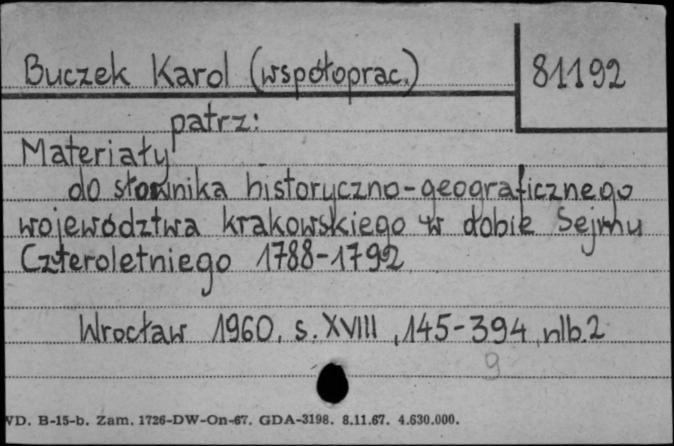 Buczek Karol (współoprac.) 81192
patrz:
Materiały
do słownika historyczno-geograficznego
województwa krakowskiego w dobie Sejmu
Czteroletniego 1788-1792
Wrocław 1960, s. XVIII, 145-394, nlb. 2
9
VD. B-15-b. Zam. 1726-DW-On-67. GDA-3198. 8.11.67. 4.630.000.